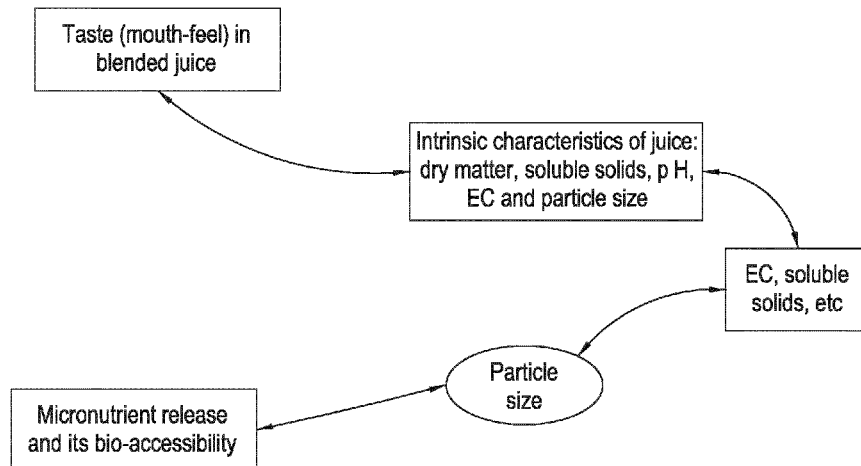 Taste (mouth-feel) in
blended juice
Intrinsic characteristics of juice:
dry matter, soluble solids, p H,
EC and particle size
EC, soluble
solids, etc
Particle
size
Micronutrient release
and its bio-accessibility